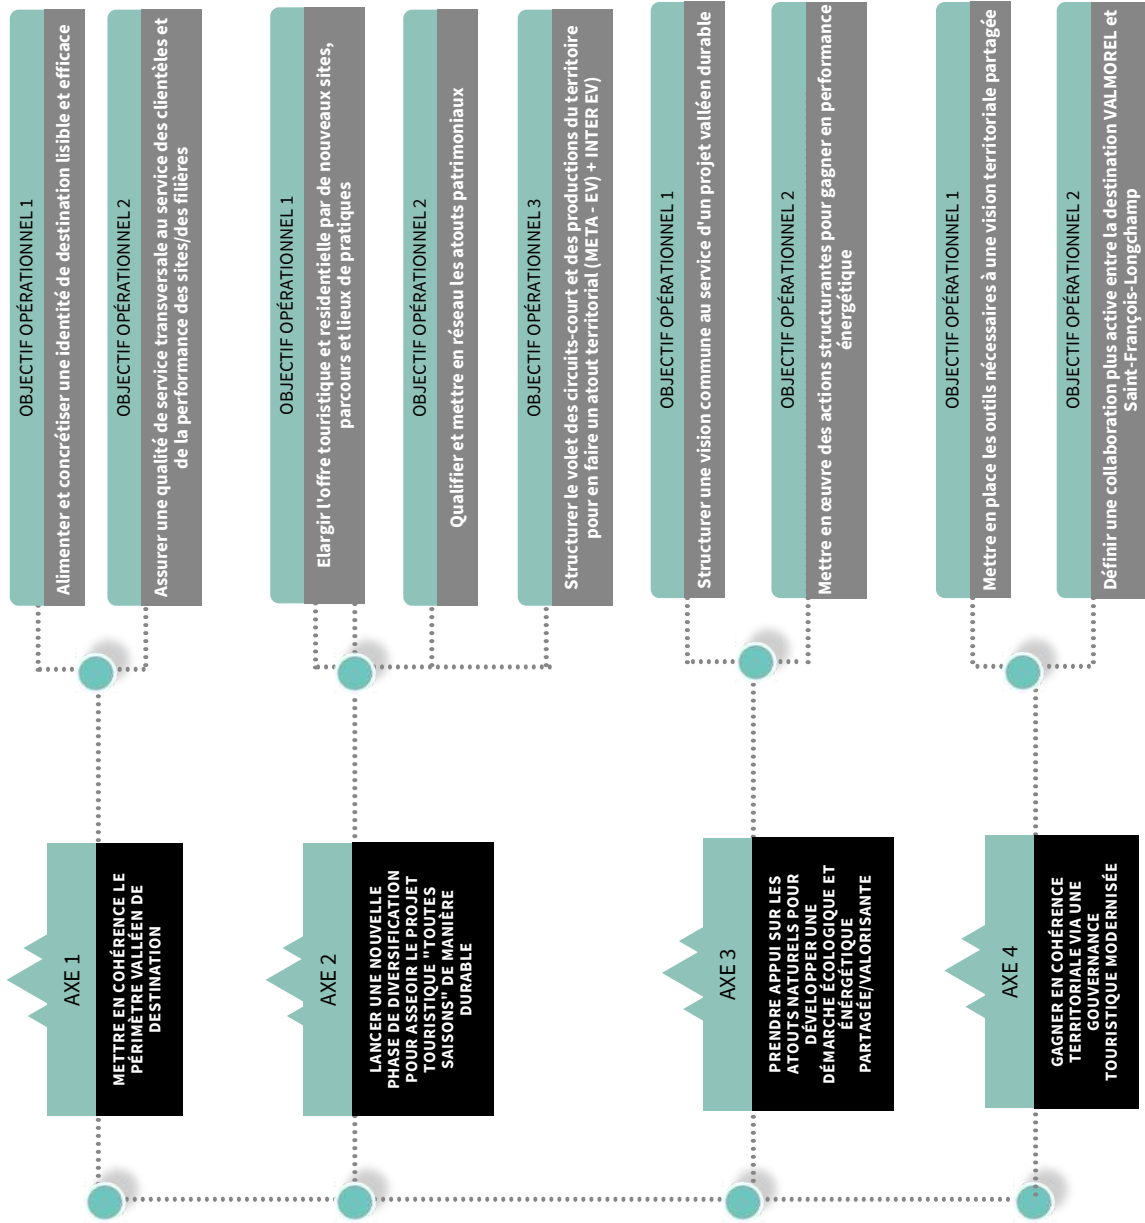 AXE 1
METTRE EN COHÉRENCE LE
PÉRIMÈTRE VALLÉEN DE
DESTINATION
OBJECTIF OPÉRATIONNEL 1
Alimenter et concrétiser une identité de destination lisible et efficace
OBJECTIF OPÉRATIONNEL 2
Assurer une qualité de service transversale au service des clientèles et
de la performance des sites/des filières
AXE 2
LANCER UNE NOUVELLE
PHASE DE DIVERSIFICATION
POUR ASSEOIR LE PROJET
TOURISTIQUE "TOUTES
SAISONS" DE MANIÈRE
DURABLE
OBJECTIF OPÉRATIONNEL 1
Elargir l'offre touristique et residentielle par de nouveaux sites,
parcours et lieux de pratiques
OBJECTIF OPÉRATIONNEL 2
Qualifier et mettre en réseau les atouts patrimoniaux
OBJECTIF OPÉRATIONNEL 3
Structurer le volet des circuits-court et des productions du territoire
pour en faire un atout territorial (META - EV) + INTER EV)
AXE 3
PRENDRE APPUI SUR LES
ATOUTS NATURELS POUR
DÉVELOPPER UNE
DÉMARCHE ÉCOLOGIQUE ET
ÉNÉRGÉTIQUE
PARTAGÉE/VALORISANTE
OBJECTIF OPÉRATIONNEL 1
Structurer une vision commune au service d'un projet valléen durable
OBJECTIF OPÉRATIONNEL 2
Mettre en œuvre des actions structurantes pour gagner en performance
énergétique
AXE 4
GAGNER EN COHÉRENCE
TERRITORIALE VIA UNE
GOUVERNANCE
TOURISTIQUE MODERNISÉE
OBJECTIF OPÉRATIONNEL 1
Mettre en place les outils nécessaires à une vision territoriale partagée
OBJECTIF OPÉRATIONNEL 2
Définir une collaboration plus active entre la destination VALMOREL et
Saint-François-Longchamp